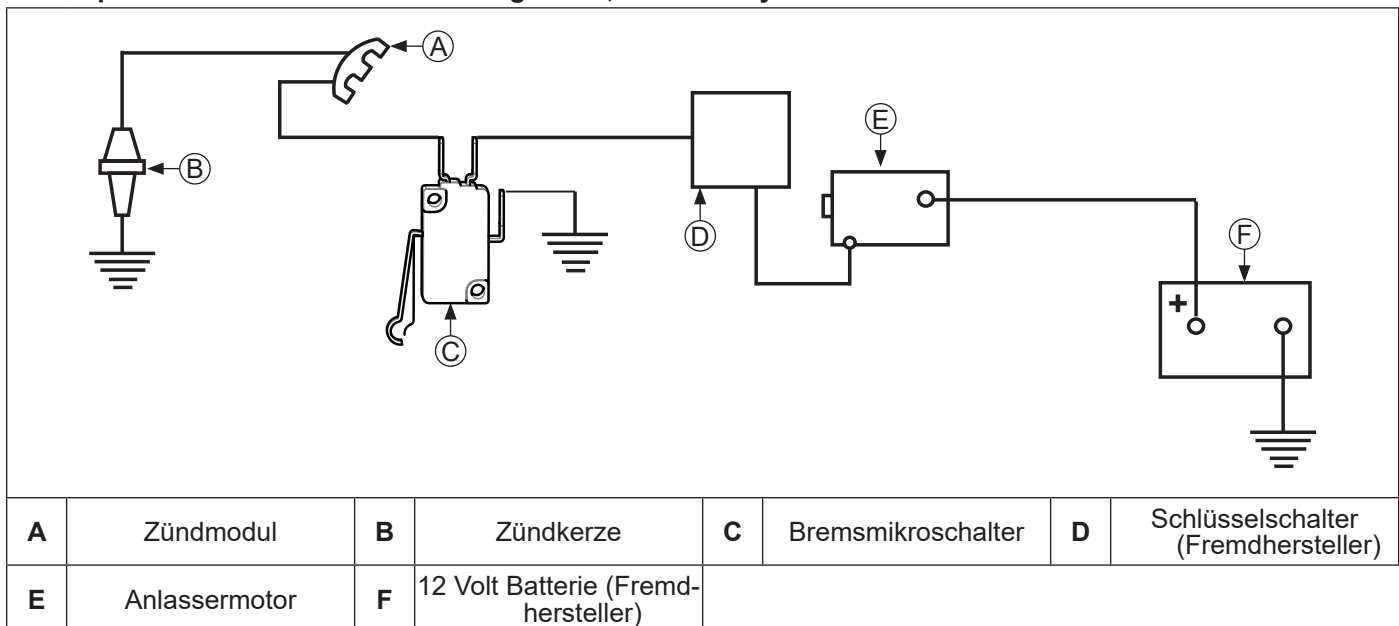 A
B
E
D
F
+
C
A Zündmodul B Zündkerze C Bremsmikroschalter D Schlüsselschalter
(Fremdhersteller)
E Anlassermotor F 12 Volt Batterie (Fremd-
hersteller)